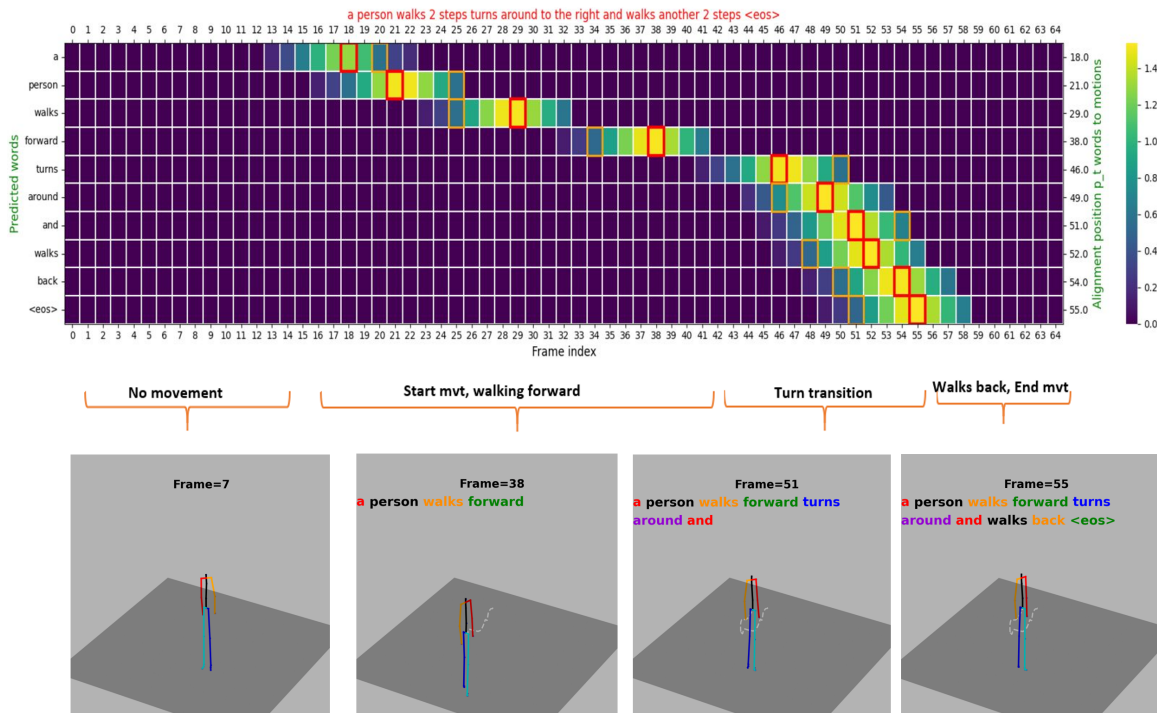 a person walks 2 steps turns around to the right and walks another 2 steps <eos>
0 1 2 3 4 5 6 7 8 9 10 11 12 13 14 15 16 17 18 19 20 21 22 23 24 25 26 27 28 29 30 31 32 33 34 35 36 37 38 39 40 41 42 43 44 45 46 47 48 49 50 51 52 53 54 55 56 57 58 59 60 61 62 63 64
Predicted words
a 18.0
person 21.0
walks 29.0
forward 38.0
turns 46.0
around 49.0
and 51.0
walks 52.0
back 54.0
<eos> 55.0
Alignment position p_t words to motions
1.4
1.2
1.0
0.8
0.6
0.4
0.2
0.0
0 1 2 3 4 5 6 7 8 9 10 11 12 13 14 15 16 17 18 19 20 21 22 23 24 25 26 27 28 29 30 31 32 33 34 35 36 37 38 39 40 41 42 43 44 45 46 47 48 49 50 51 52 53 54 55 56 57 58 59 60 61 62 63 64
Frame index
No movement
Start mvt, walking forward
Turn transition
Walks back, End mvt
Frame=7
Frame=38
a person walks forward
Frame=51
a person walks forward turns
around and
Frame=55
a person walks forward turns
around and walks back <eos>